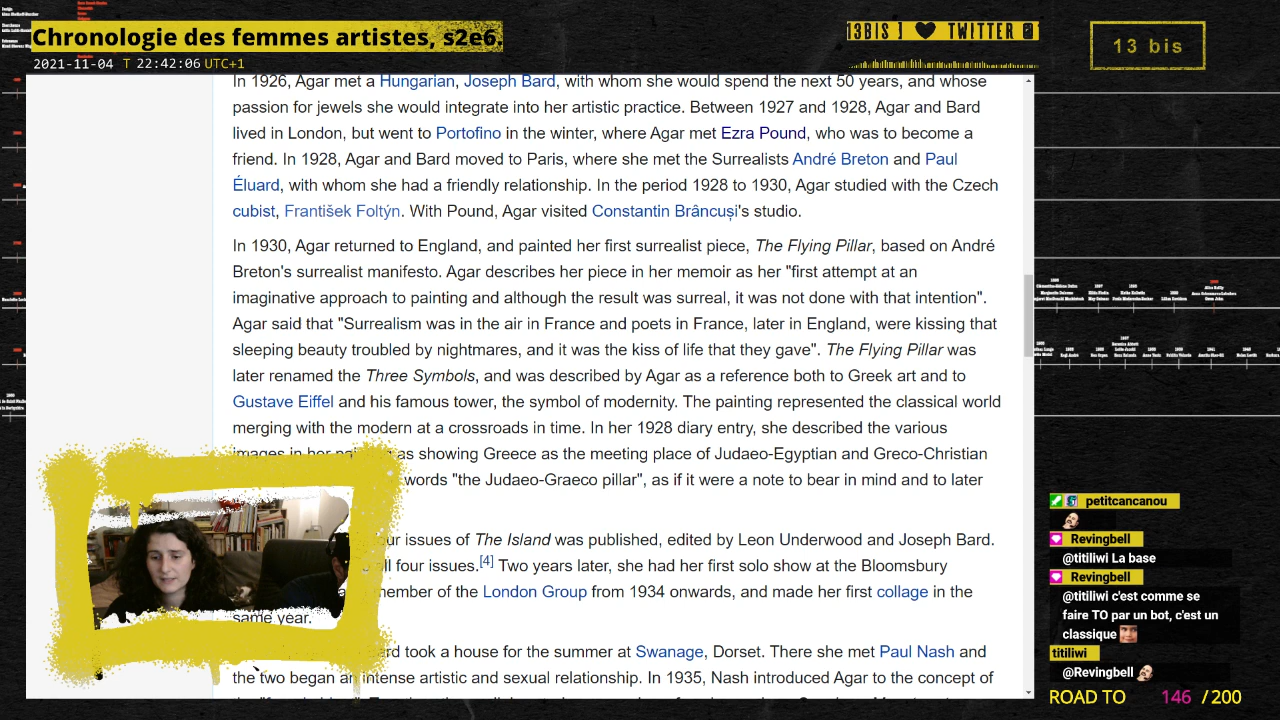 Chronologie des femmes artistes, s2e6
2021-11-04 T 22:42:06 UTC+1
13BIS
TWITTER
13 bis
In 1926, Agar met a Hungarian, Joseph Bard, with whom she would spend the next 50 years, and whose
passion for jewels she would integrate into her artistic practice. Between 1927 and 1928, Agar and Bard
lived in London, but went to Portofino in the winter, where Agar met Ezra Pound, who was to become a
friend. In 1928, Agar and Bard moved to Paris, where she met the Surrealists André Breton and Paul
Éluard, with whom she had a friendly relationship. In the period 1928 to 1930, Agar studied with the Czech
cubist, František Foltýn. With Pound, Agar visited Constantin Brâncuși's studio.
In 1930, Agar returned to England, and painted her first surrealist piece, The Flying Pillar, based on André
Breton's surrealist manifesto. Agar describes her piece in her memoir as her "first attempt at an
imaginative approach to painting and although the result was surreal, it was not done with that intention".
Agar said that "Surrealism was in the air in France and poets in France, later in England, were kissing that
sleeping beauty troubled by nightmares, and it was the kiss of life that they gave". The Flying Pillar was
later renamed the Three Symbols, and was described by Agar as a reference both to Greek art and to
Gustave Eiffel and his famous tower, the symbol of modernity. The painting represented the classical world
merging with the modern at a crossroads in time. In her 1928 diary entry, she described the various
images in her as showing Greece as the meeting place of Judaeo-Egyptian and Greco-Christian
words "the Judaeo-Graeco pillar", as if it were a note to bear in mind and to later
ur issues of The Island was published, edited by Leon Underwood and Joseph Bard.
all four issues.[4] Two years later, she had her first solo show at the Bloomsbury
member of the London Group from 1934 onwards, and made her first collage in the
same year.
rd took a house for the summer at Swanage, Dorset. There she met Paul Nash and
the two began an intense artistic and sexual relationship. In 1935, Nash introduced Agar to the concept of
petitcancanou
Revingbell
@titiliwi La base
Revingbell
@titiliwi c'est comme se
faire TO par un bot, c'est un
classique
titiliwi
@Revingbell
ROAD TO 146 / 200